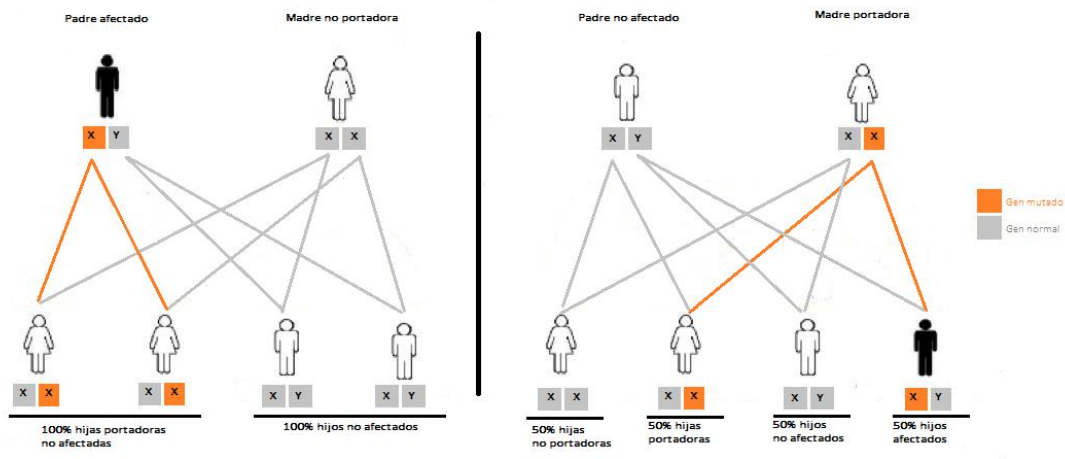 Padre afectado
Madre no portadora
X Y
X X
X X
X X
X Y
X Y
100% hijas portadoras
no afectadas
100% hijos no afectados
Padre no afectado
Madre portadora
X Y
X X
X X
X X
X Y
X Y
50% hijas
no portadoras
50% hijas
portadoras
50% hijos
no afectados
50% hijos
afectados
Gen mutado
Gen normal